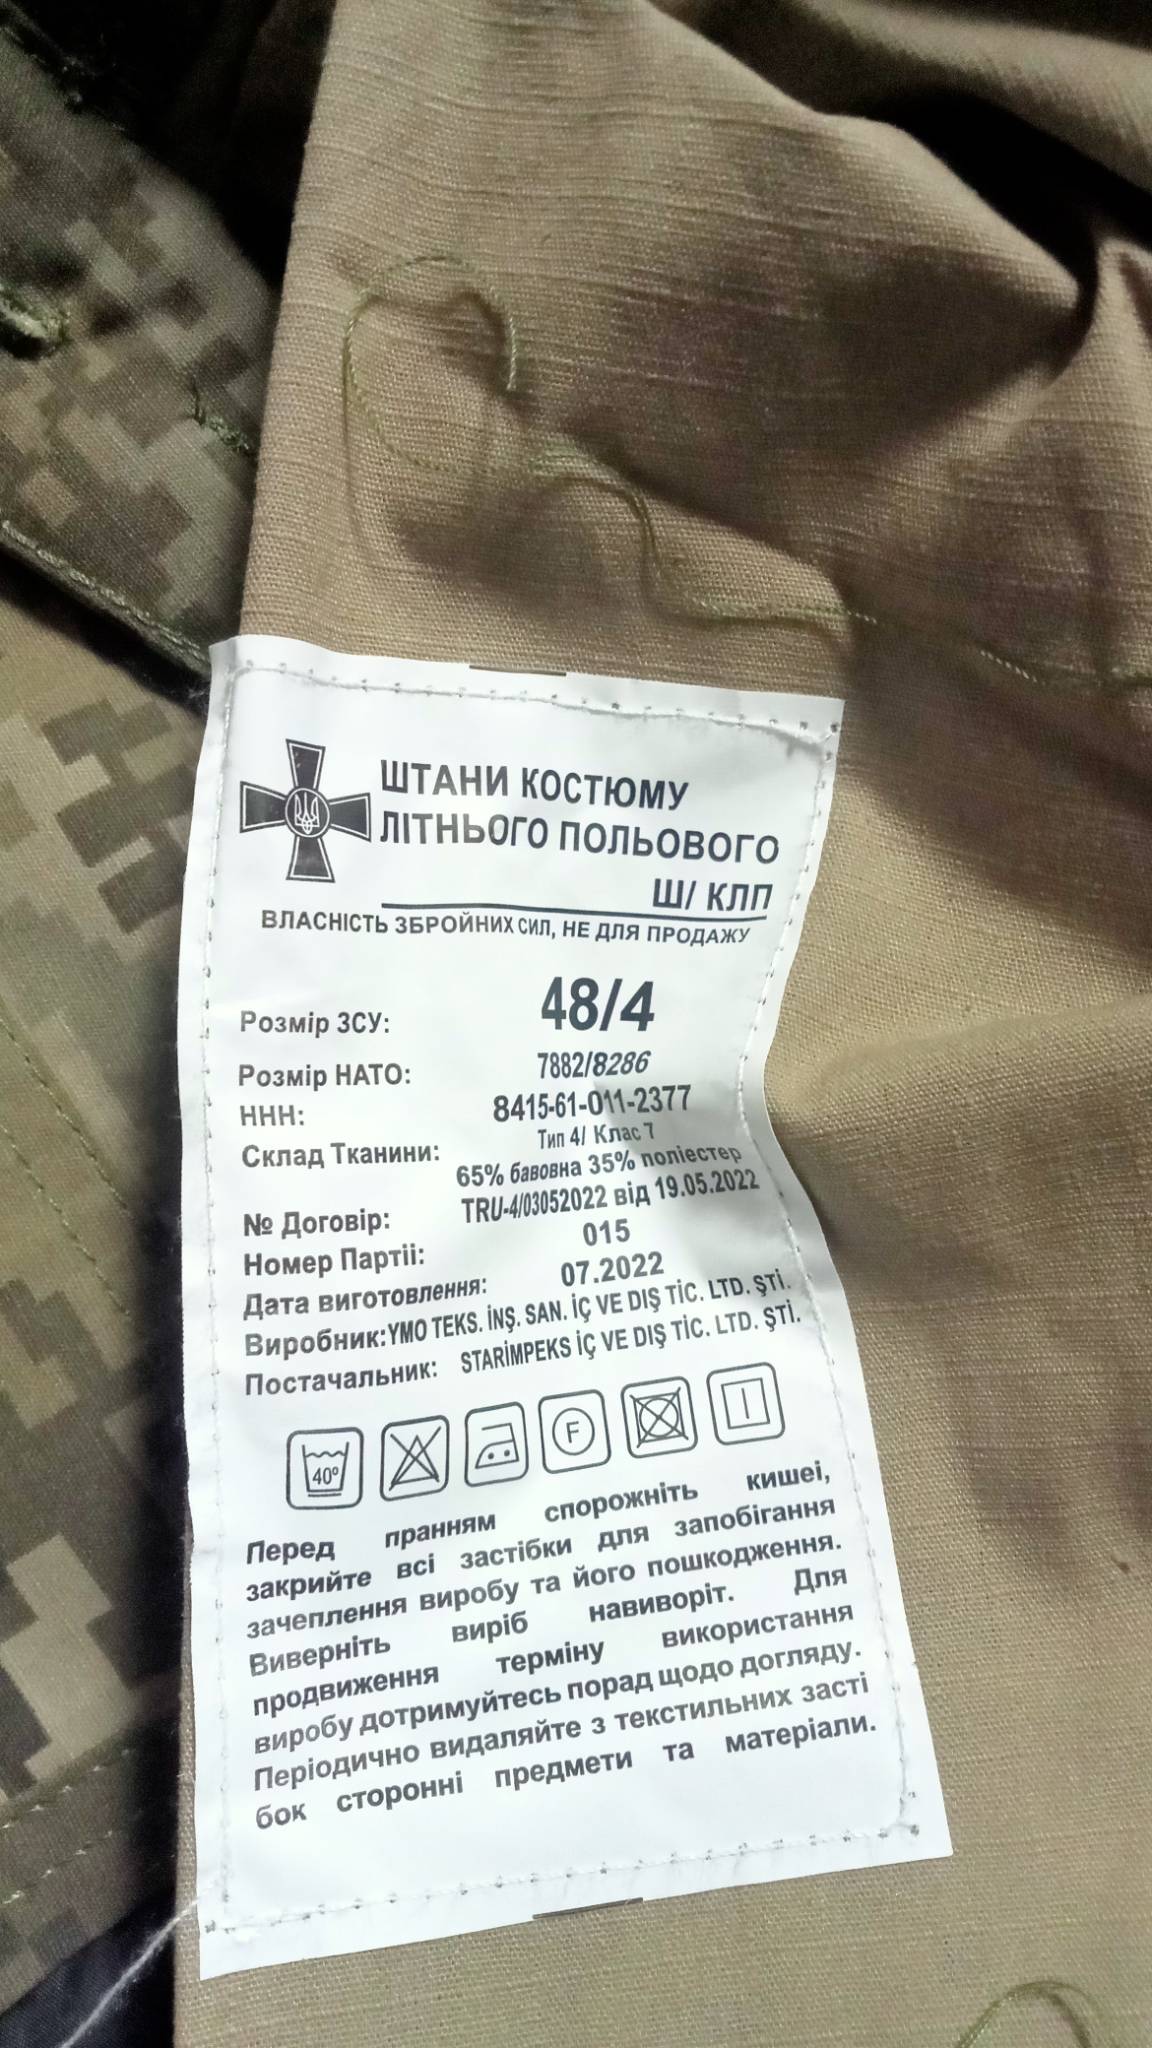 ШТАНИ КОСТЮМУ
ЛІТНЬОГО ПОЛЬОВОГО
Ш/ КЛП
ВЛАСНІСТЬ ЗБРОЙНИХ СИЛ, НЕ ДЛЯ ПРОДАЖУ
Розмір ЗСУ: 48/4
Розмір НАТО: 7882/8286
ННН: 8415-61-011-2377
Склад Тканини: Тип 4/ Клас 7
65% бавовна 35% поліестер
№ Договір: TRU-4/03052022 від 19.05.2022
Номер Партіі: 015
Дата виготовлення: 07.2022
Виробник:YMO TEKS. İNŞ. SAN. İÇ VE DIŞ TİC. LTD. ŞTİ.
Постачальник: STARİMPEKS İÇ VE DIŞ TİC. LTD. ŞTİ.
40º F
Перед пранням спорожніть кишеі,
закрийте всі застібки для запобігання
зачеплення виробу та його пошкодження.
Виверніть виріб навиворіт. Для
продвиження терміну використання
виробу дотримуйтесь порад щодо догляду.
Періодично видаляйте з текстильних засті
бок сторонні предмети та матеріали.